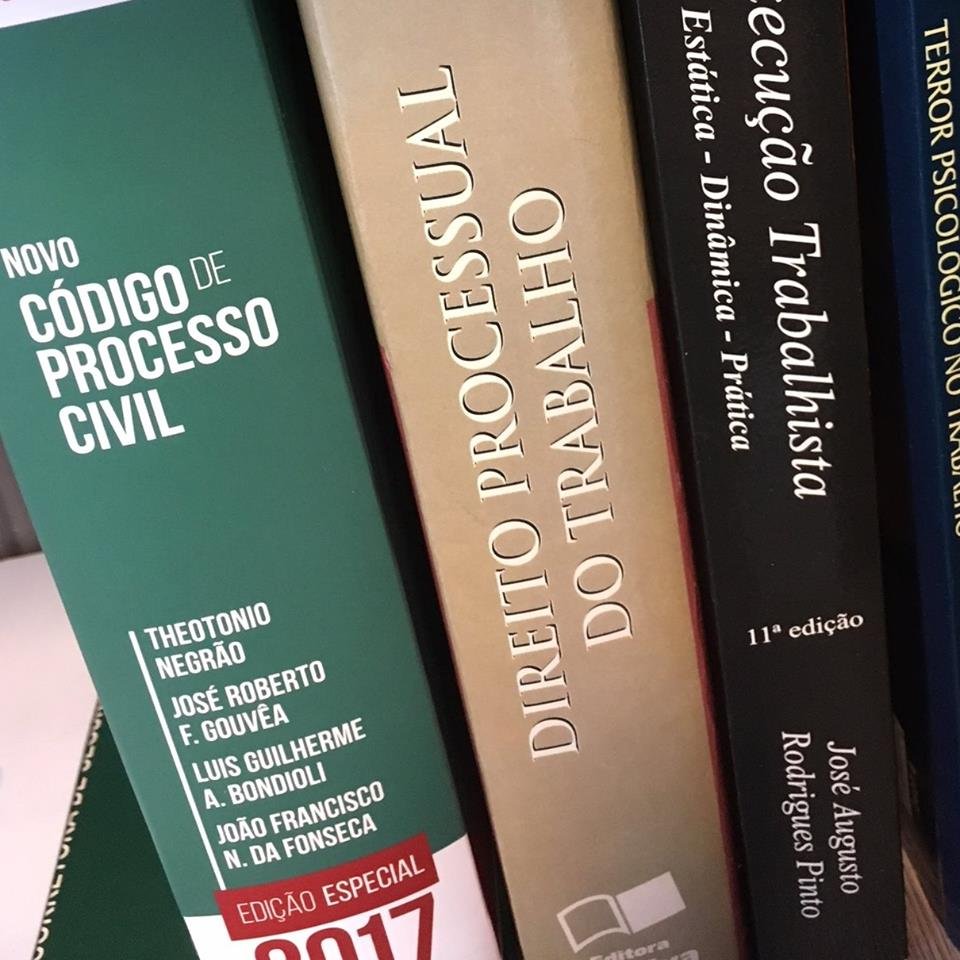 NOVO
CÓDIGO DE
PROCESSO
CIVIL
THEOTONIO
NEGRÃO
JOSÉ ROBERTO
F. GOUVÊA
LUIS GUILHERME
A. BONDIOLI
JOÃO FRANCISCO
N. DA FONSECA
EDIÇÃO ESPECIAL
2017
DIREITO PROCESSUAL
DO TRABALHO
Editora
ecução Trabalhista
Estática - Dinâmica - Prática
11ª edição
José Augusto
Rodrigues Pinto
TERROR PSICOLÓGICO NO TRABALHO